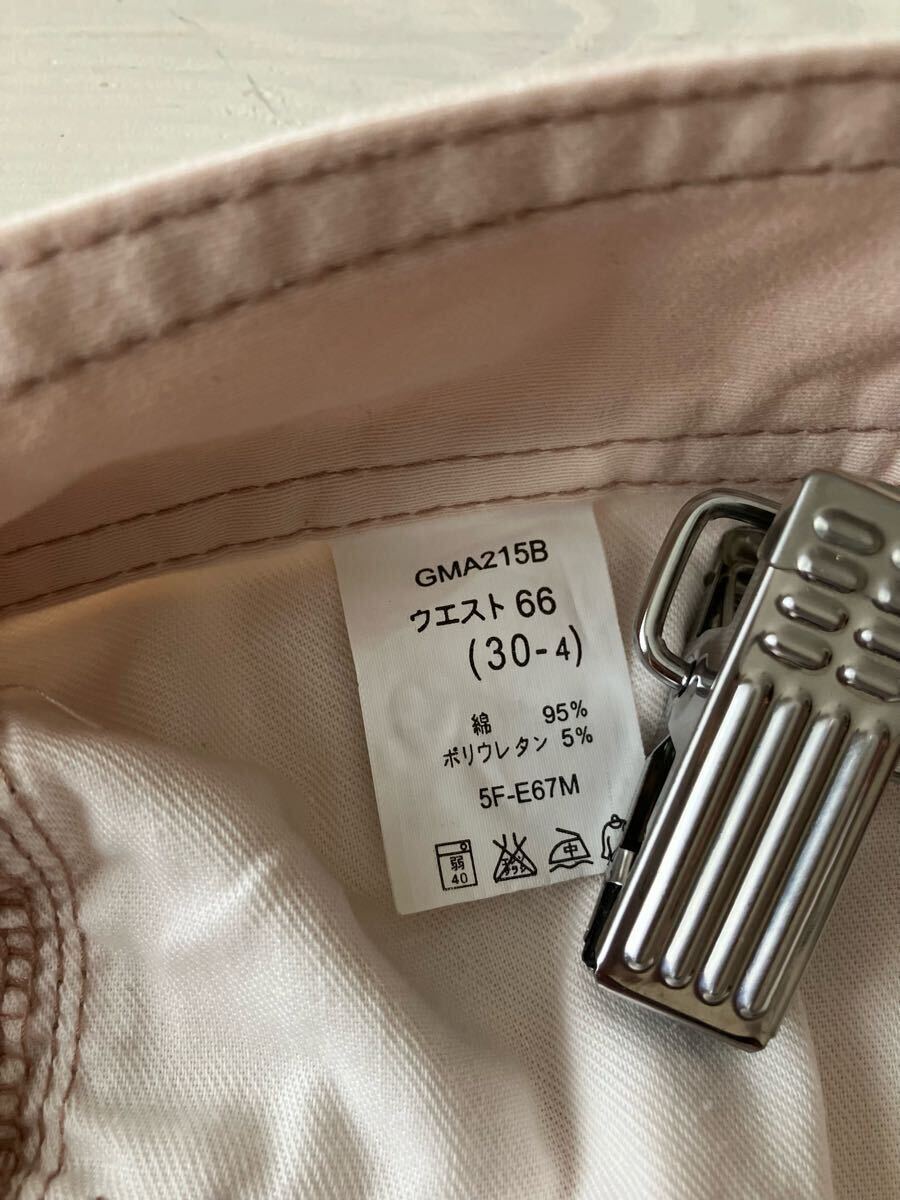 GMA215B
ウエスト 66
(30-4)
綿 95%
ポリウレタン 5%
5F-E67M
弱 中
40